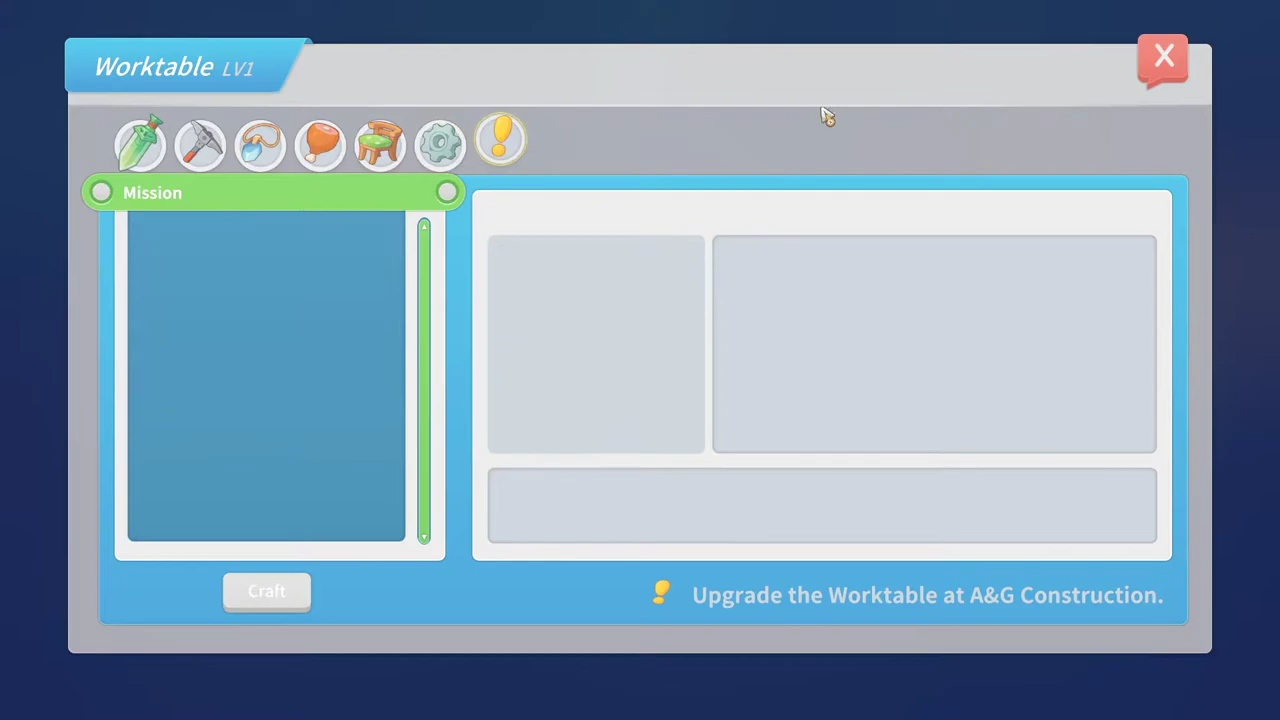 Worktable LV1
X
Mission
Craft
Upgrade the Worktable at A&G Construction.